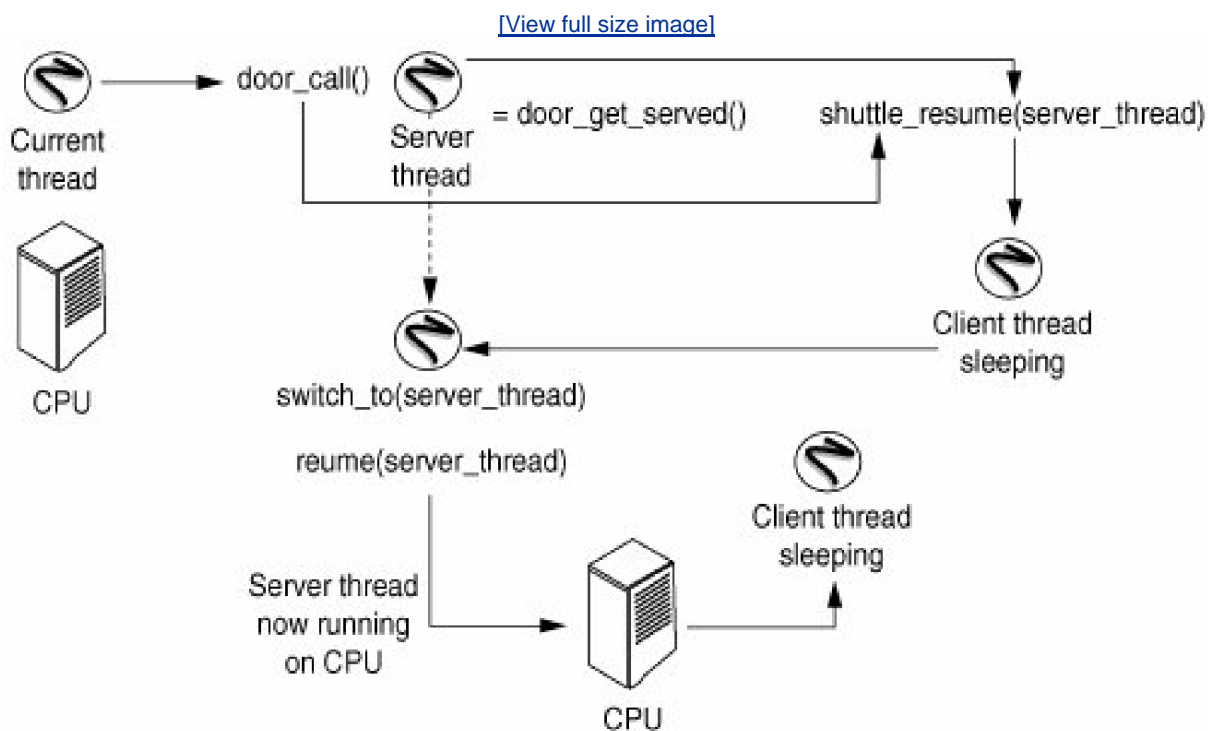 [View full size image]
door_call()
Current
thread
Server
thread
= door_get_served()
shuttle_resume(server_thread)
CPU
Client thread
sleeping
switch_to(server_thread)
reume(server_thread)
Client thread
sleeping
Server thread
now running
on CPU
CPU